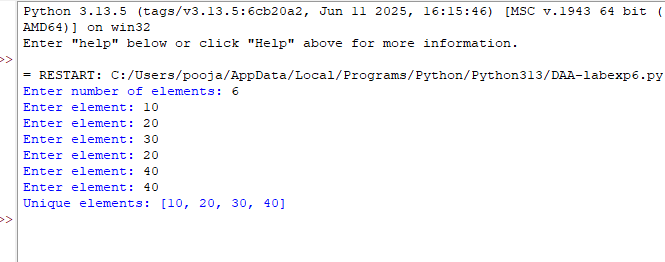 Python 3.13.5 (tags/v3.13.5:6cb20a2, Jun 11 2025, 16:15:46) [MSC v.1943 64 bit (
AMD64)] on win32
Enter "help" below or click "Help" above for more information.
>>
= RESTART: C:/Users/pooja/AppData/Local/Programs/Python/Python313/DAA-labexp6.py
Enter number of elements: 6
Enter element: 10
Enter element: 20
Enter element: 30
Enter element: 20
Enter element: 40
Enter element: 40
Unique elements: [10, 20, 30, 40]
>>